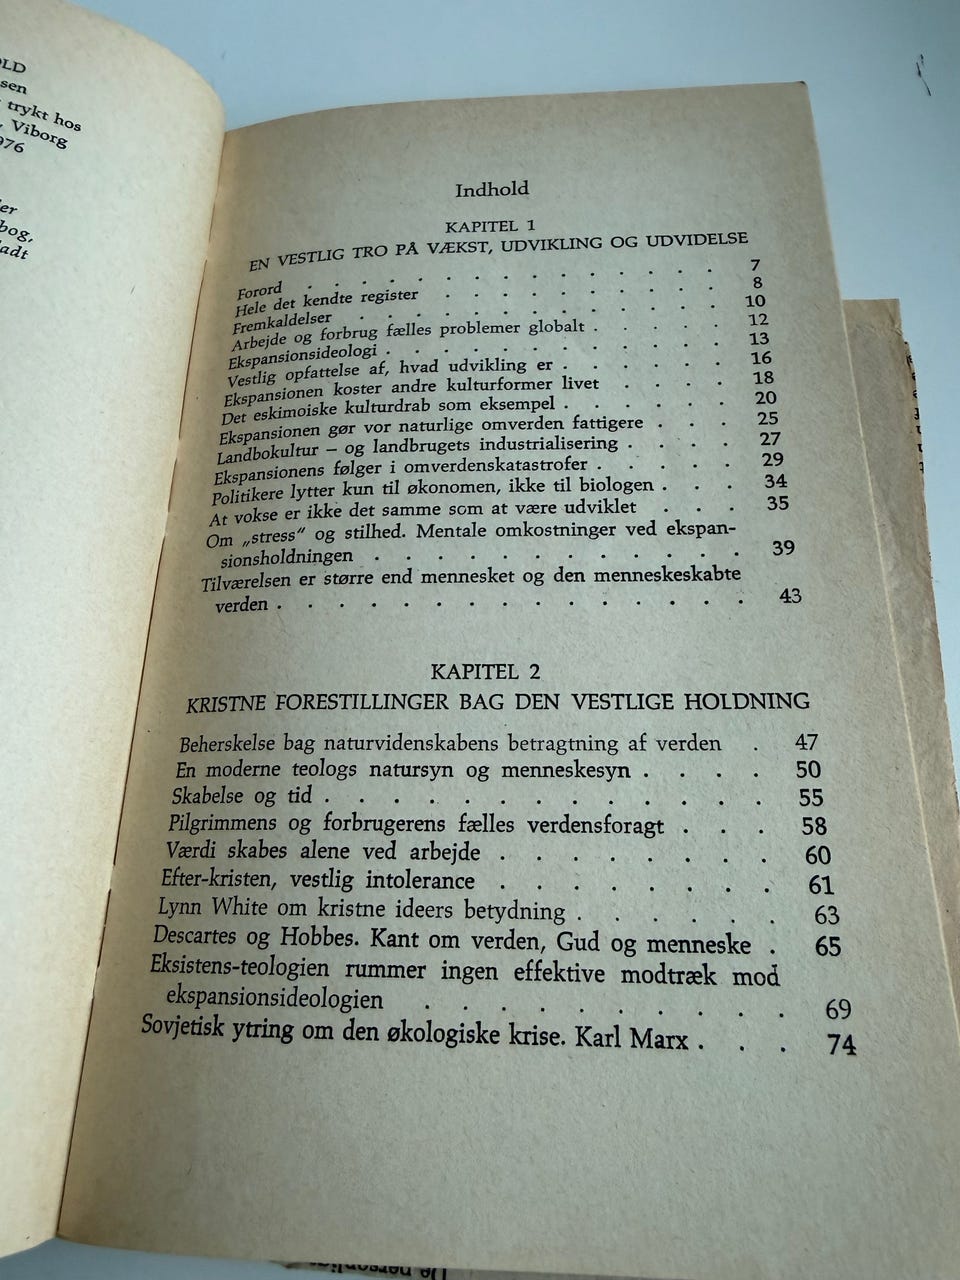 OLD
sen
trykt hos
, Viborg
976
er
bog,
adt
Indhold
KAPITEL 1
EN VESTLIG TRO PÅ VÆKST, UDVIKLING OG UDVIDELSE
Forord . . . . . . . . . . . . . 7
Hele det kendte register . . . . . . . . . 8
Fremkaldelser . . . . . . . . . . . 10
Arbejde og forbrug fælles problemer globalt . . . . . 12
Ekspansionsideologi . . . . . . . . . . . 13
Vestlig opfattelse af, hvad udvikling er . . . . . . 16
Ekspansionen koster andre kulturformer livet . . . . 18
Det eskimoiske kulturdrab som eksempel . . . . . . 20
Ekspansionen gør vor naturlige omverden fattigere . . . 25
Landbokultur – og landbrugets industrialisering . . . . 27
Ekspansionens følger i omverdenskatastrofer . . . . . 29
Politikere lytter kun til økonomen, ikke til biologen . . . 34
At vokse er ikke det samme som at være udviklet . . . 35
Om „stress“ og stilhed. Mentale omkostninger ved ekspan-
sionsholdningen . . . . . . . . . . . . 39
Tilværelsen er større end mennesket og den menneskeskabte
verden . . . . . . . . . . . . . . . 43
KAPITEL 2
KRISTNE FORESTILLINGER BAG DEN VESTLIGE HOLDNING
Beherskelse bag naturvidenskabens betragtning af verden . 47
En moderne teologs natursyn og menneskesyn . . . . 50
Skabelse og tid . . . . . . . . . . . . . 55
Pilgrimmens og forbrugerens fælles verdensforagt . . . 58
Værdi skabes alene ved arbejde . . . . . . . . 60
Efter-kristen, vestlig intolerance . . . . . . . . 61
Lynn White om kristne ideers betydning . . . . . . 63
Descartes og Hobbes. Kant om verden, Gud og menneske . 65
Eksistens-teologien rummer ingen effektive modtræk mod
ekspansionsideologien . . . . . . . . . . 69
Sovjetisk ytring om den økologiske krise. Karl Marx . . . 74